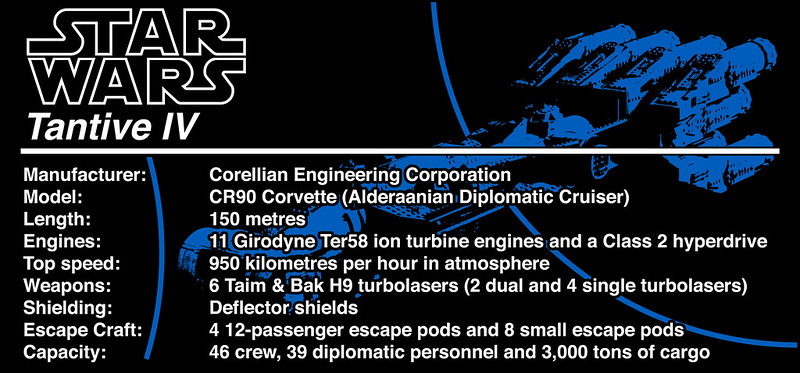 STAR
WARS
Tantive IV
Manufacturer: Corellian Engineering Corporation
Model: CR90 Corvette (Alderaanian Diplomatic Cruiser)
Length: 150 metres
Engines: 11 Girodyne Ter58 ion turbine engines and a Class 2 hyperdrive
Top speed: 950 kilometres per hour in atmosphere
Weapons: 6 Taim & Bak H9 turbolasers (2 dual and 4 single turbolasers)
Shielding: Deflector shields
Escape Craft: 4 12-passenger escape pods and 8 small escape pods
Capacity: 46 crew, 39 diplomatic personnel and 3,000 tons of cargo